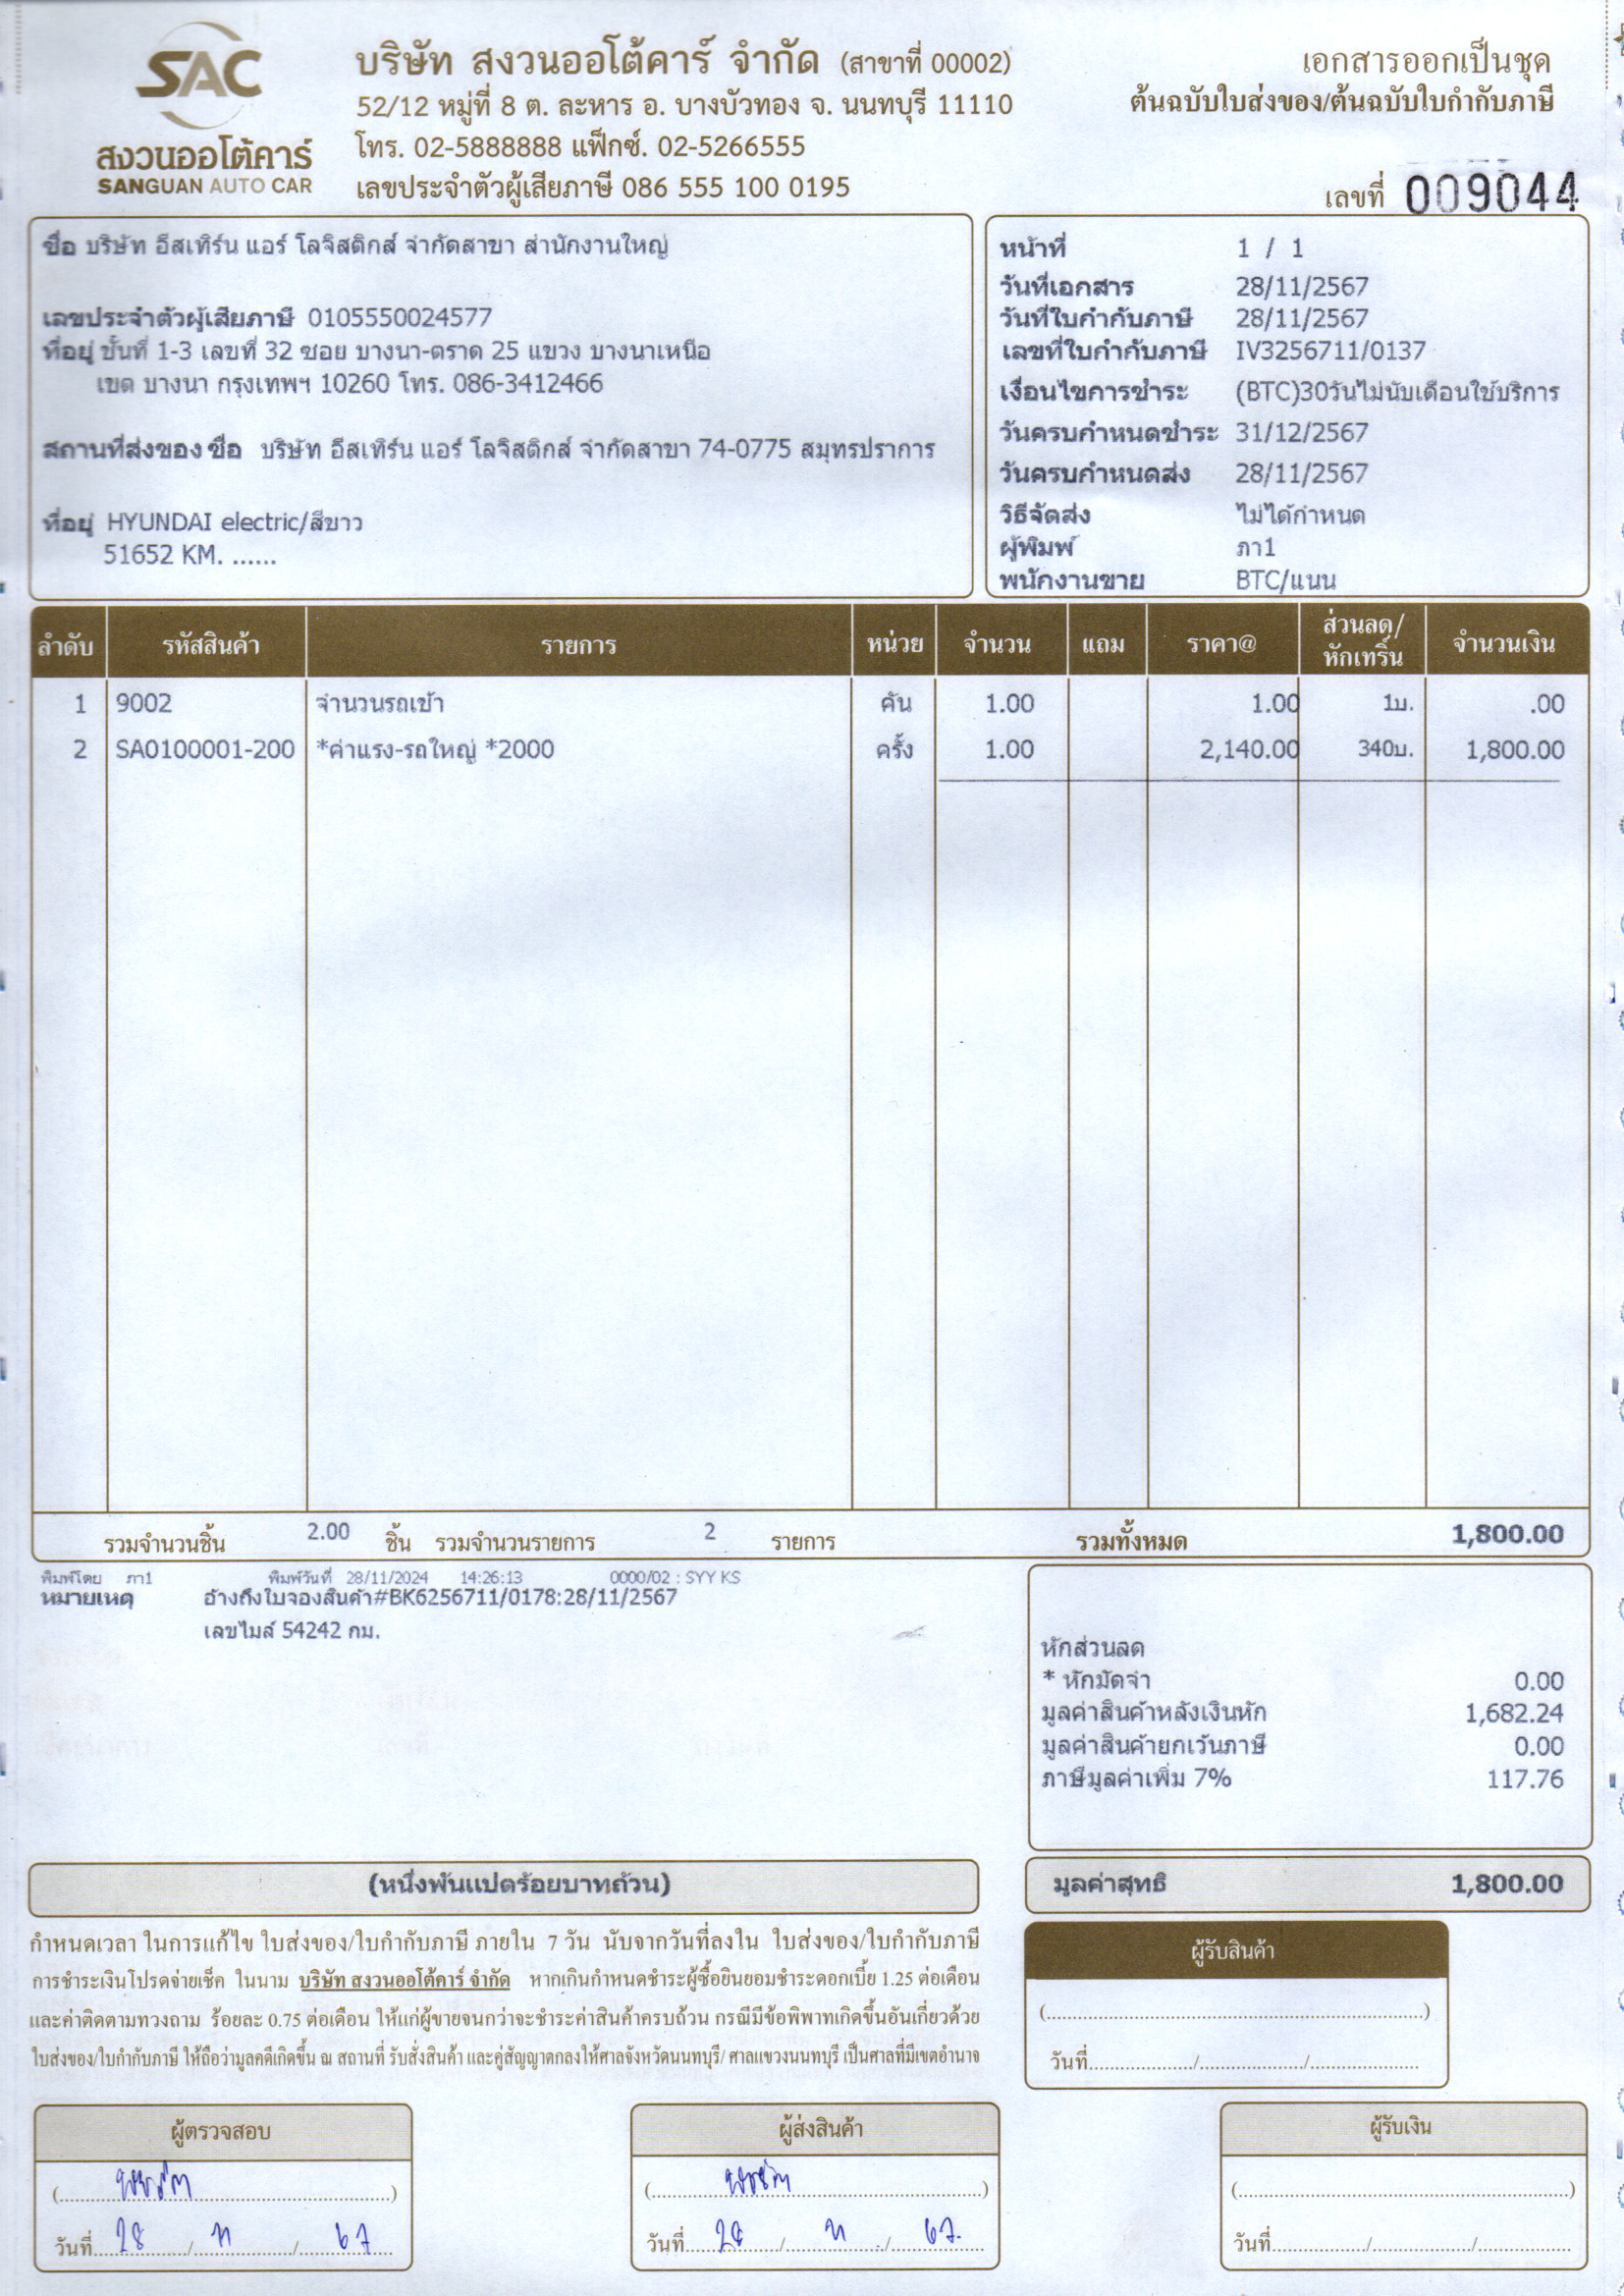 SAC
สงวนออโต้คาร์
SANGUAN AUTO CAR
บริษัท สงวนออโต้คาร์ จำกัด (สาขาที่ 00002)
52/12 หมู่ที่ 8 ต. ละหาร อ. บางบัวทอง จ. นนทบุรี 11110
โทร. 02-5888888 แฟ็กซ์. 02-5266555
เลขประจำตัวผู้เสียภาษี 086 555 100 0195
เอกสารออกเป็นชุด
ต้นฉบับใบส่งของ/ต้นฉบับใบกำกับภาษี
เลขที่ 009044
ชื่อ บริษัท อีสเทิร์น แอร์ โลจิสติกส์ จำกัดสาขา สำนักงานใหญ่
เลขประจำตัวผู้เสียภาษี 0105550024577
ที่อยู่ ชั้นที่ 1-3 เลขที่ 32 ซอย บางนา-ตราด 25 แขวง บางนาเหนือ
เขต บางนา กรุงเทพฯ 10260 โทร. 086-3412466
สถานที่ส่งของ ชื่อ บริษัท อีสเทิร์น แอร์ โลจิสติกส์ จำกัดสาขา 74-0775 สมุทรปราการ
ที่อยู่ HYUNDAI electric/สีขาว
51652 KM. ......
หน้าที่ 1 / 1
วันที่เอกสาร 28/11/2567
วันที่ใบกำกับภาษี 28/11/2567
เลขที่ใบกำกับภาษี IV3256711/0137
เงื่อนไขการชำระ (BTC)30วันไม่นับเดือนใช้บริการ
วันครบกำหนดชำระ 31/12/2567
วันครบกำหนดส่ง 28/11/2567
วิธีจัดส่ง ไม่ได้กำหนด
ผู้พิมพ์ ภา1
พนักงานขาย BTC/แนน
ลำดับ รหัสสินค้า รายการ หน่วย จำนวน แถม ราคา@ ส่วนลด/หักเทริ์น จำนวนเงิน
1 9002 จำนวนรถเข้า คัน 1.00 1.00 1บ. .00
2 SA0100001-200 *ค่าแรง-รถใหญ่ *2000 ครั้ง 1.00 2,140.00 340บ. 1,800.00
รวมจำนวนชิ้น 2.00 ชิ้น รวมจำนวนรายการ 2 รายการ รวมทั้งหมด 1,800.00
พิมพ์โดย ภา1 พิมพ์วันที่ 28/11/2024 14:26:13 0000/02 : SYY KS
หมายเหตุ อ้างถึงใบจองสินค้า#BK6256711/0178:28/11/2567
เลขไมล์ 54242 กม.
หักส่วนลด
* หักมัดจำ 0.00
มูลค่าสินค้าหลังเงินหัก 1,682.24
มูลค่าสินค้ายกเว้นภาษี 0.00
ภาษีมูลค่าเพิ่ม 7% 117.76
(หนึ่งพันแปดร้อยบาทถ้วน)
มูลค่าสุทธิ 1,800.00
กำหนดเวลา ในการแก้ไข ใบส่งของ/ใบกำกับภาษี ภายใน 7 วัน นับจากวันที่ลงใน ใบส่งของ/ใบกำกับภาษี
การชำระเงินโปรดจ่ายเช็ค ในนาม บริษัท สงวนออโต้คาร์ จำกัด หากเกินกำหนดชำระผู้ซื้อยินยอมชำระดอกเบี้ย 1.25 ต่อเดือน
และค่าติดตามทวงถาม ร้อยละ 0.75 ต่อเดือน ให้แก่ผู้ขายจนกว่าจะชำระค่าสินค้าครบถ้วน กรณีมีข้อพิพาทเกิดขึ้นอันเกี่ยวด้วย
ใบส่งของ/ใบกำกับภาษี ให้ถือว่ามูลคดีเกิดขึ้น ณ สถานที่ รับสั่งสินค้า และคู่สัญญาตกลงให้ศาลจังหวัดนนทบุรี/ ศาลแขวงนนทบุรี เป็นศาลที่มีเขตอำนาจ
ผู้รับสินค้า
(....................)
วันที่........../........../..........
ผู้ตรวจสอบ
วันที่ 28 / 11 / 67
ผู้ส่งสินค้า
วันที่ 28 / 11 / 67.
ผู้รับเงิน
(....................)
วันที่........../........../..........